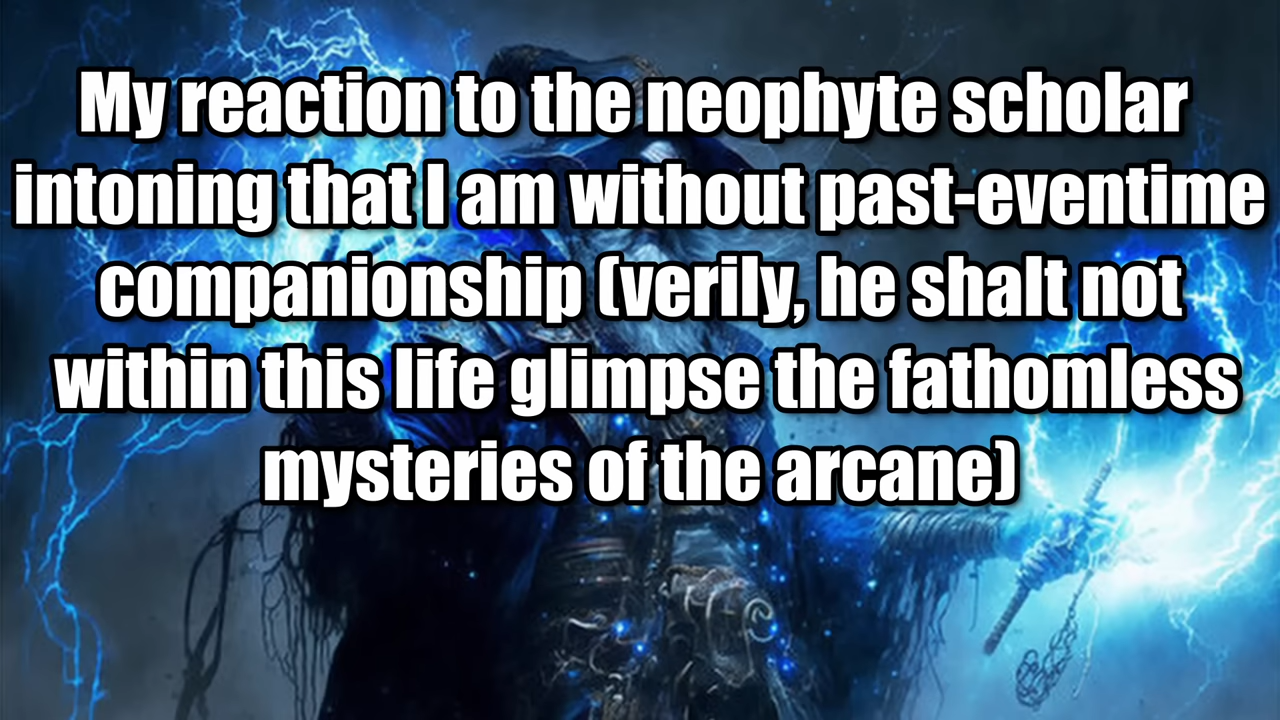 My reaction to the neophyte scholar
intoning that I am without past-eventime
companionship (verily, he shalt not
within this life glimpse the fathomless
mysteries of the arcane)